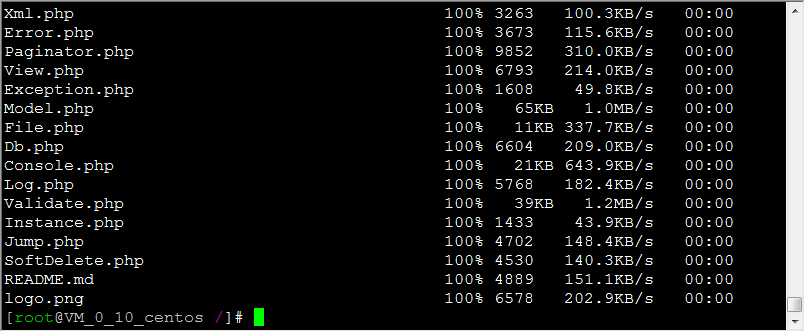 Xml.php 100% 3263 100.3KB/s 00:00
Error.php 100% 3673 115.6KB/s 00:00
Paginator.php 100% 9852 310.0KB/s 00:00
View.php 100% 6793 214.0KB/s 00:00
Exception.php 100% 1608 49.8KB/s 00:00
Model.php 100% 65KB 1.0MB/s 00:00
File.php 100% 11KB 337.7KB/s 00:00
Db.php 100% 6604 209.0KB/s 00:00
Console.php 100% 21KB 643.9KB/s 00:00
Log.php 100% 5768 182.4KB/s 00:00
Validate.php 100% 39KB 1.2MB/s 00:00
Instance.php 100% 1433 43.9KB/s 00:00
Jump.php 100% 4702 148.4KB/s 00:00
SoftDelete.php 100% 4530 140.3KB/s 00:00
README.md 100% 4889 151.1KB/s 00:00
logo.png 100% 6578 202.9KB/s 00:00
[root@VM_0_10_centos /]#